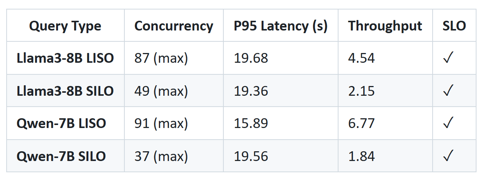 Query Type Concurrency P95 Latency (s) Throughput SLO
Llama3-8B LISO 87 (max) 19.68 4.54 ✓
Llama3-8B SILO 49 (max) 19.36 2.15 ✓
Qwen-7B LISO 91 (max) 15.89 6.77 ✓
Qwen-7B SILO 37 (max) 19.56 1.84 ✓